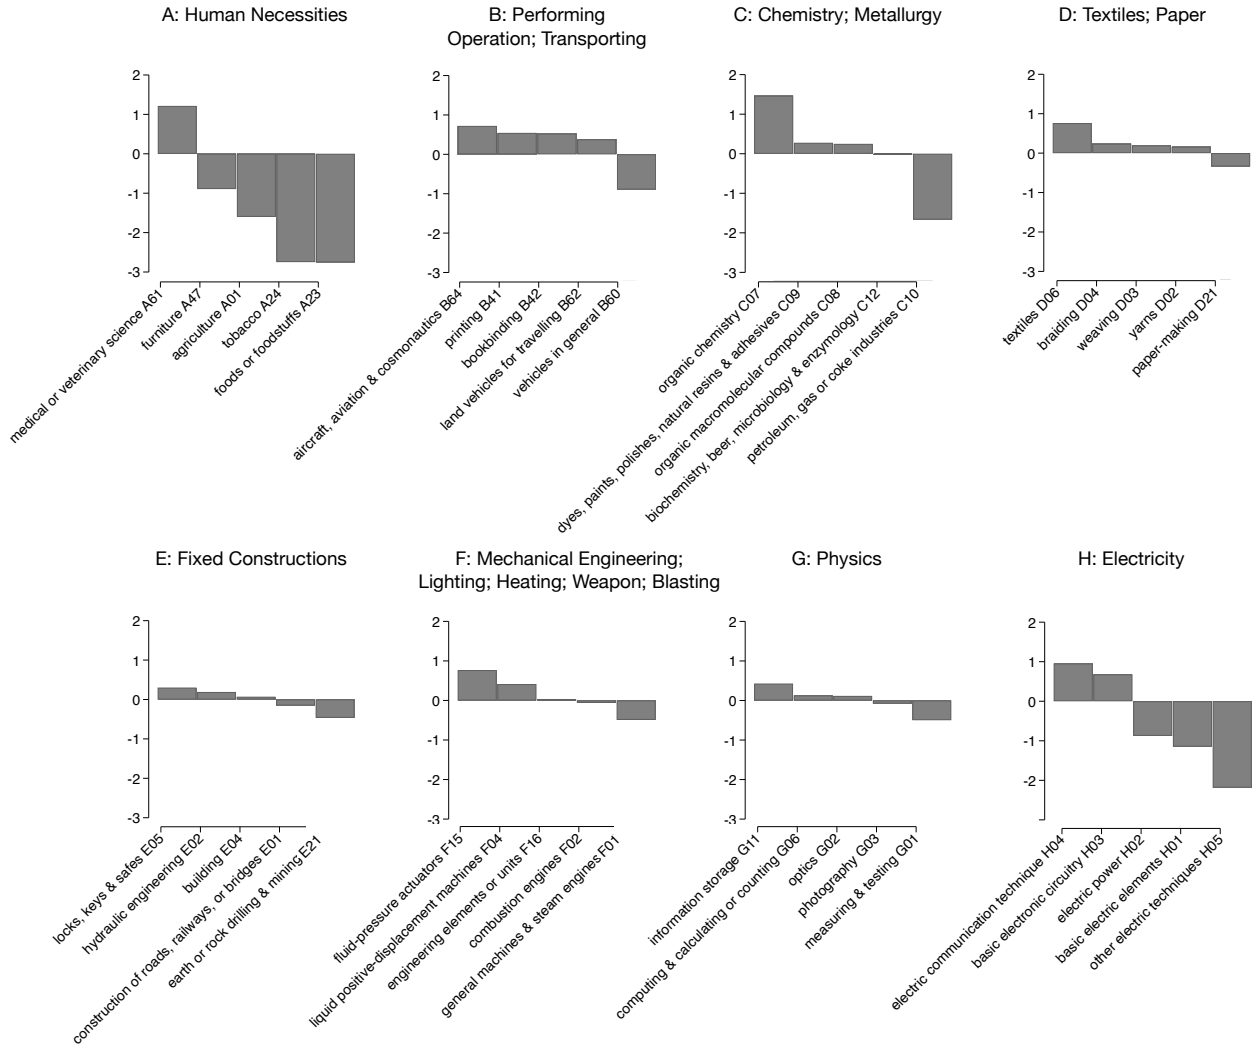 A: Human Necessities
2
1
0
-1
-2
-3
medical or veterinary science A61
furniture A47
agriculture A01
tobacco A24
foods or foodstuffs A23
B: Performing
Operation; Transporting
2
1
0
-1
-2
-3
aircraft, aviation & cosmonautics B64
printing B41
bookbinding B42
land vehicles for travelling B62
vehicles in general B60
C: Chemistry; Metallurgy
2
1
0
-1
-2
-3
organic chemistry C07
dyes, paints, polishes, natural resins & adhesives C09
organic macromolecular compounds C08
biochemistry, beer, microbiology & enzymology C12
petroleum, gas or coke industries C10
D: Textiles; Paper
2
1
0
-1
-2
-3
textiles D06
braiding D04
weaving D03
yarns D02
paper-making D21
E: Fixed Constructions
2
1
0
-1
-2
-3
locks, keys & safes E05
hydraulic engineering E02
building E04
construction of roads, railways, or bridges E01
earth or rock drilling & mining E21
F: Mechanical Engineering;
Lighting; Heating; Weapon; Blasting
2
1
0
-1
-2
-3
fluid-pressure actuators F15
liquid positive-displacement machines F04
engineering elements or units F16
combustion engines F02
general machines & steam engines F01
G: Physics
2
1
0
-1
-2
-3
information storage G11
computing & calculating or counting G06
optics G02
photography G03
measuring & testing G01
H: Electricity
2
1
0
-1
-2
electric communication technique H04
basic electronic circuitry H03
electric power H02
basic electric elements H01
other electric techniques H05